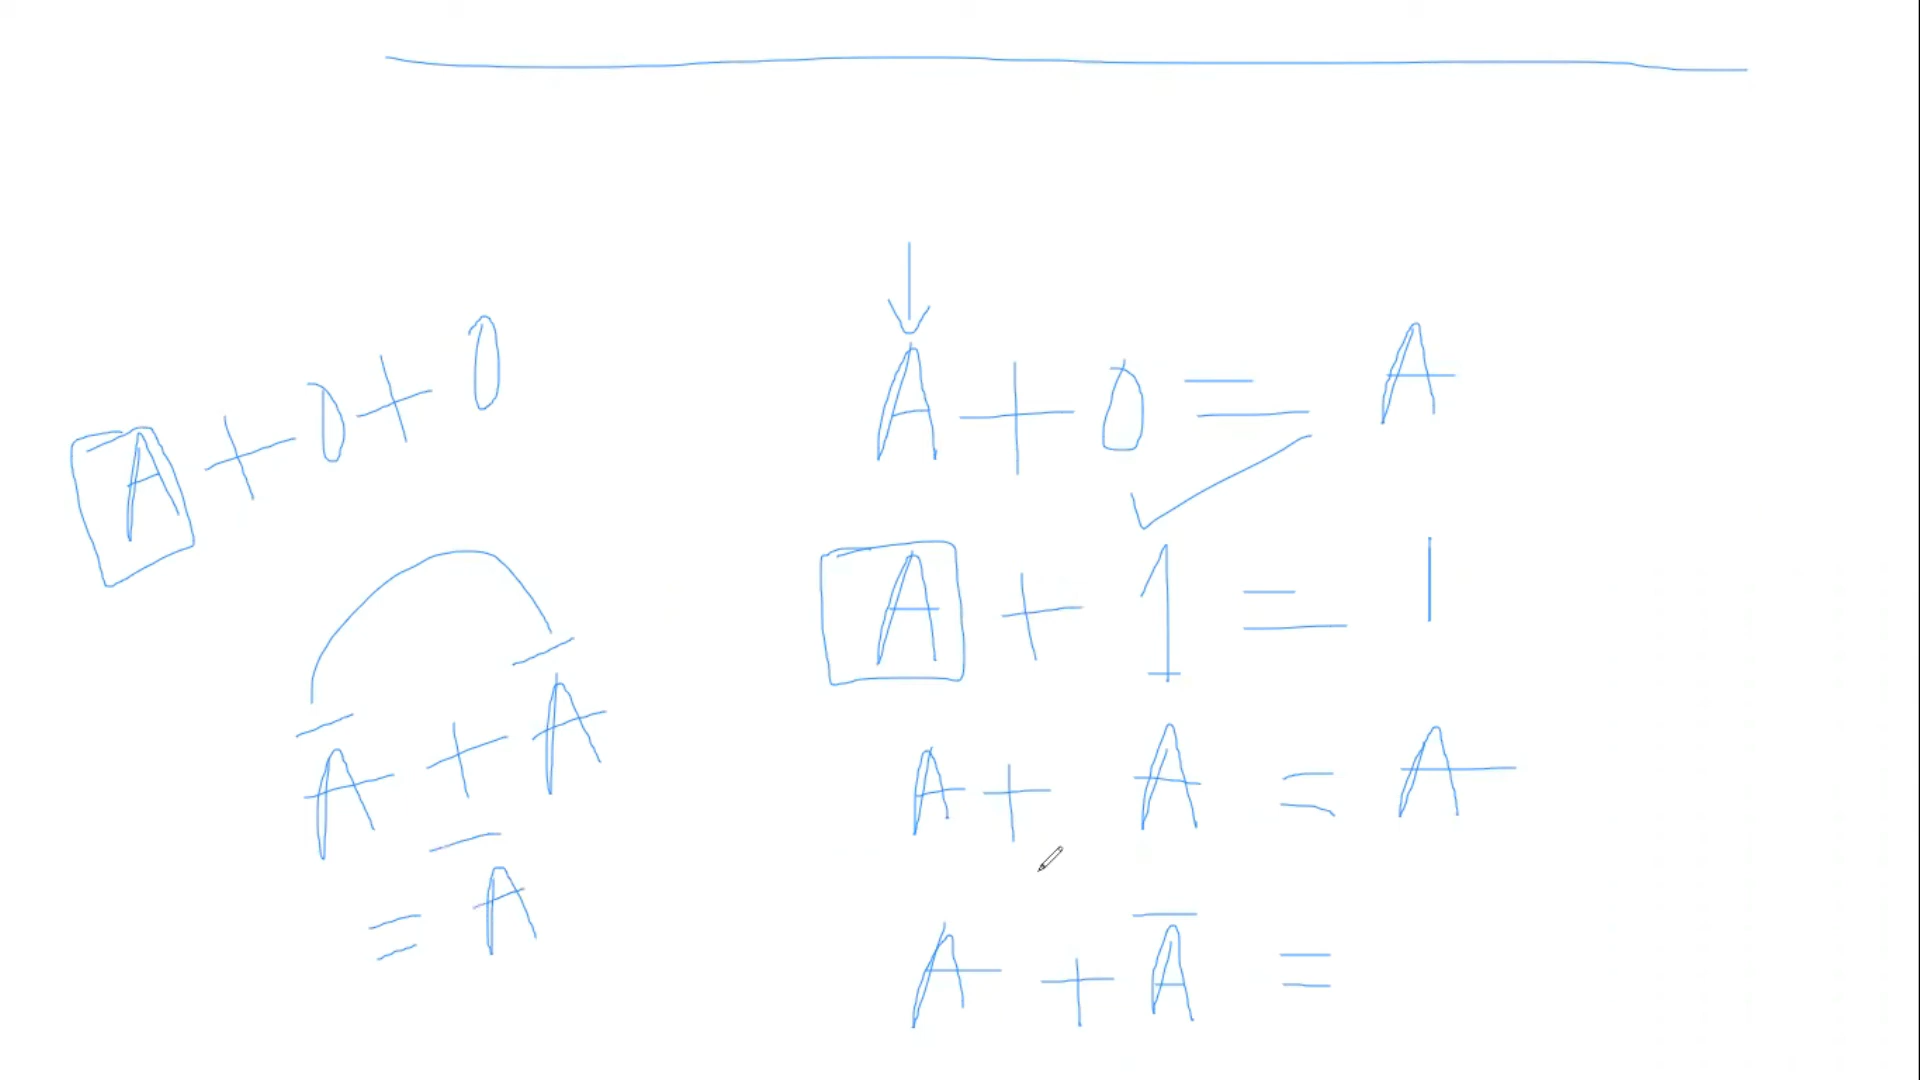 A + 0 + 0
A̅ + A̅
= A̅
A + 0 = A
A + 1 = 1
A + A = A
A + A̅ =